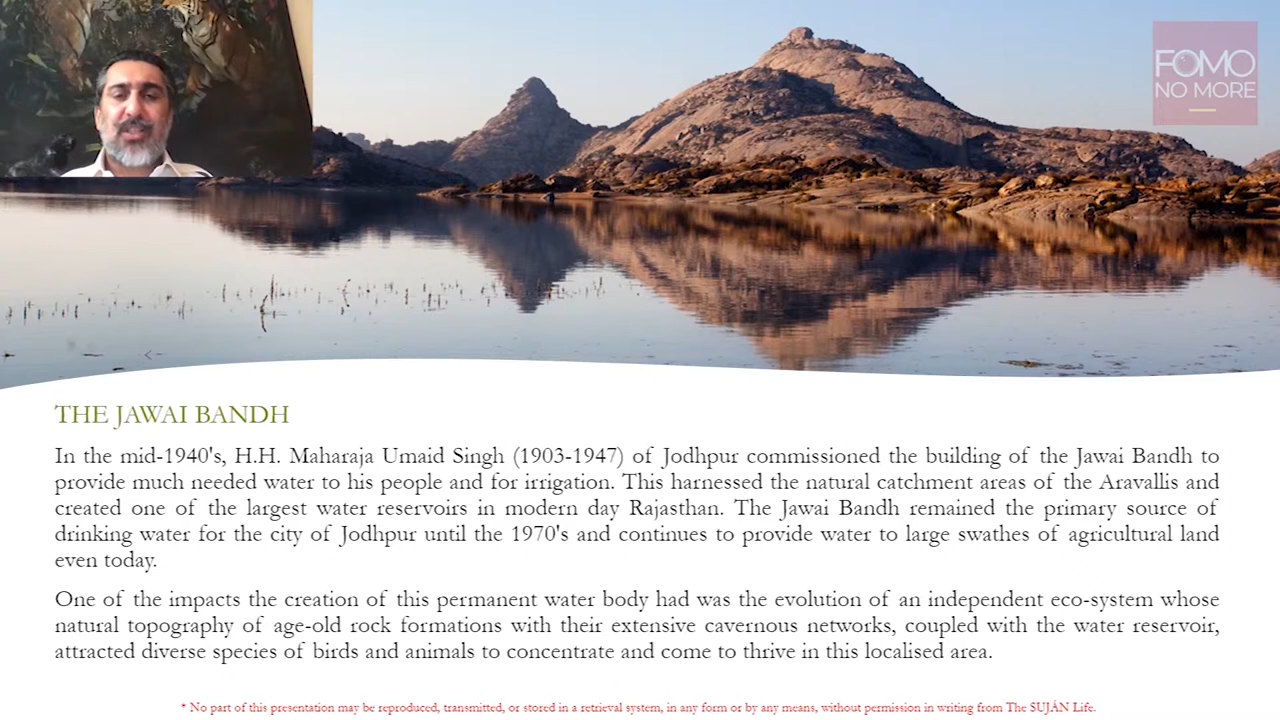 FOMO
NO MORE
THE JAWAI BANDH
In the mid-1940's, H.H. Maharaja Umaid Singh (1903-1947) of Jodhpur commissioned the building of the Jawai Bandh to
provide much needed water to his people and for irrigation. This harnessed the natural catchment areas of the Aravallis and
created one of the largest water reservoirs in modern day Rajasthan. The Jawai Bandh remained the primary source of
drinking water for the city of Jodhpur until the 1970's and continues to provide water to large swathes of agricultural land
even today.
One of the impacts the creation of this permanent water body had was the evolution of an independent eco-system whose
natural topography of age-old rock formations with their extensive cavernous networks, coupled with the water reservoir,
attracted diverse species of birds and animals to concentrate and come to thrive in this localised area.
* No part of this presentation may be reproduced, transmitted, or stored in a retrieval system, in any form or by any means, without permission in writing from The SUJÁN Life.